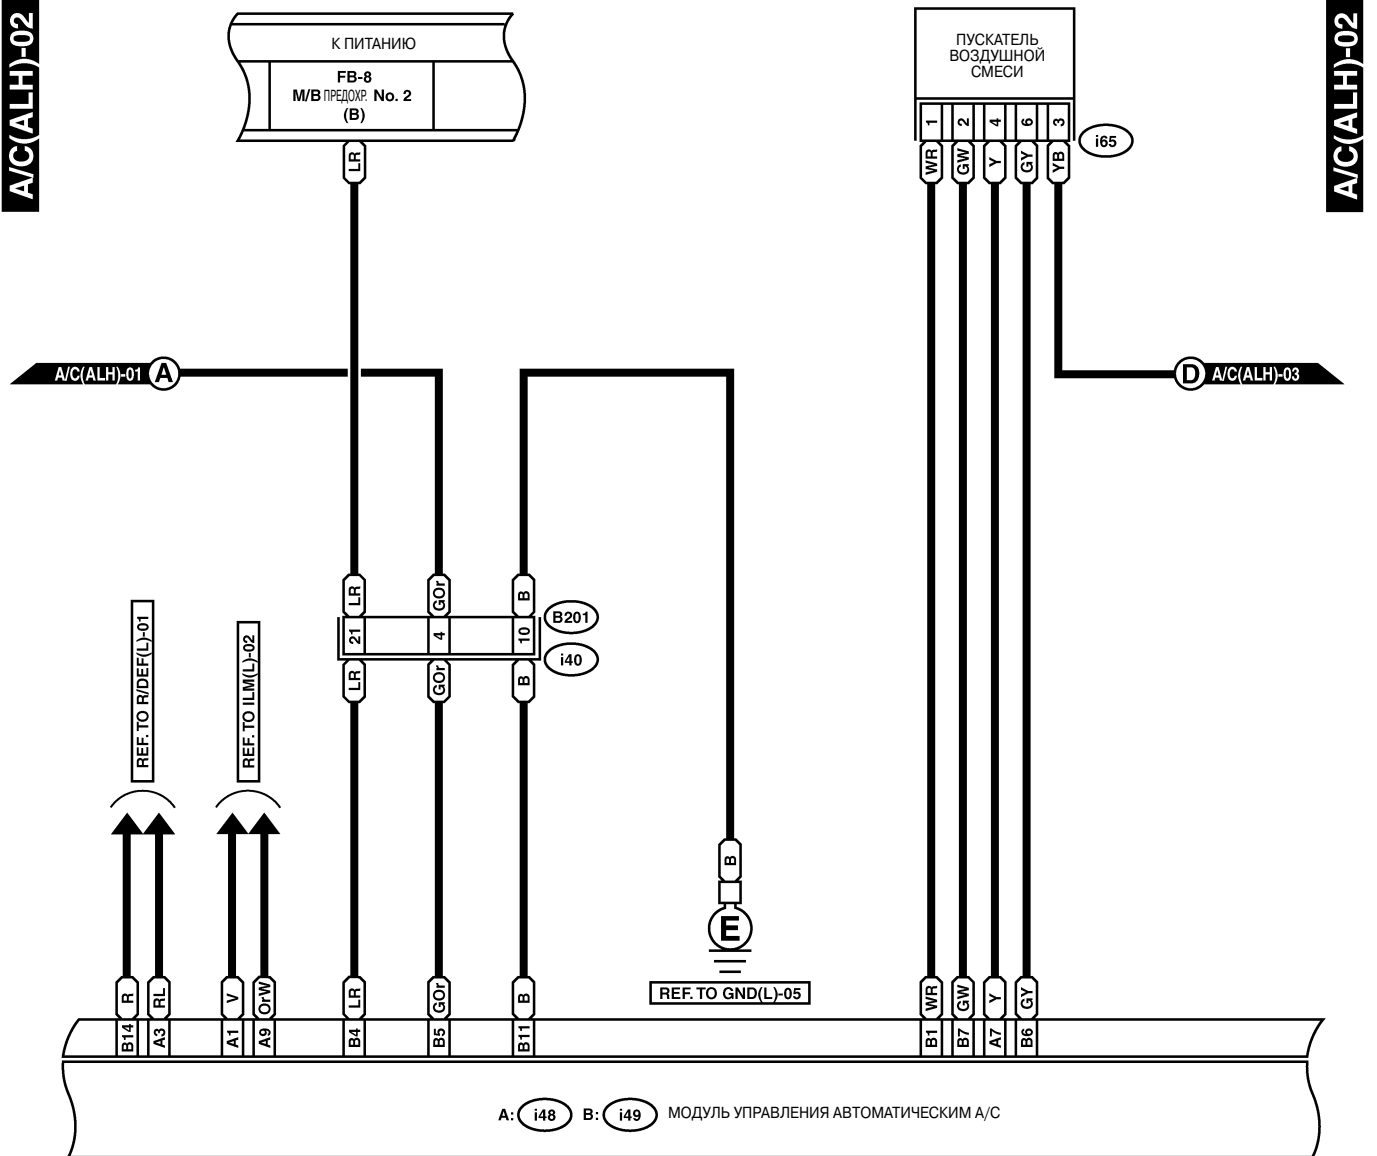 A/C(ALH)-02
A/C(ALH)-02
К ПИТАНИЮ
FB-8
M/B ПРЕДОХР. No. 2
(B)
LR
ПУСКАТЕЛЬ
ВОЗДУШНОЙ
СМЕСИ
1 2 4 6 3
i65
WR GW Y GY YB
A/C(ALH)-01 A
D A/C(ALH)-03
LR GOr B
B201
21 4 10
i40
LR GOr B
REF. TO R/DEF(L)-01
REF. TO ILM(L)-02
B
E
REF. TO GND(L)-05
R RL V OrW LR GOr B WR GW Y GY
B14 A3 A1 A9 B4 B5 B11 B1 B7 A7 B6
A: i48 B: i49 МОДУЛЬ УПРАВЛЕНИЯ АВТОМАТИЧЕСКИМ A/C